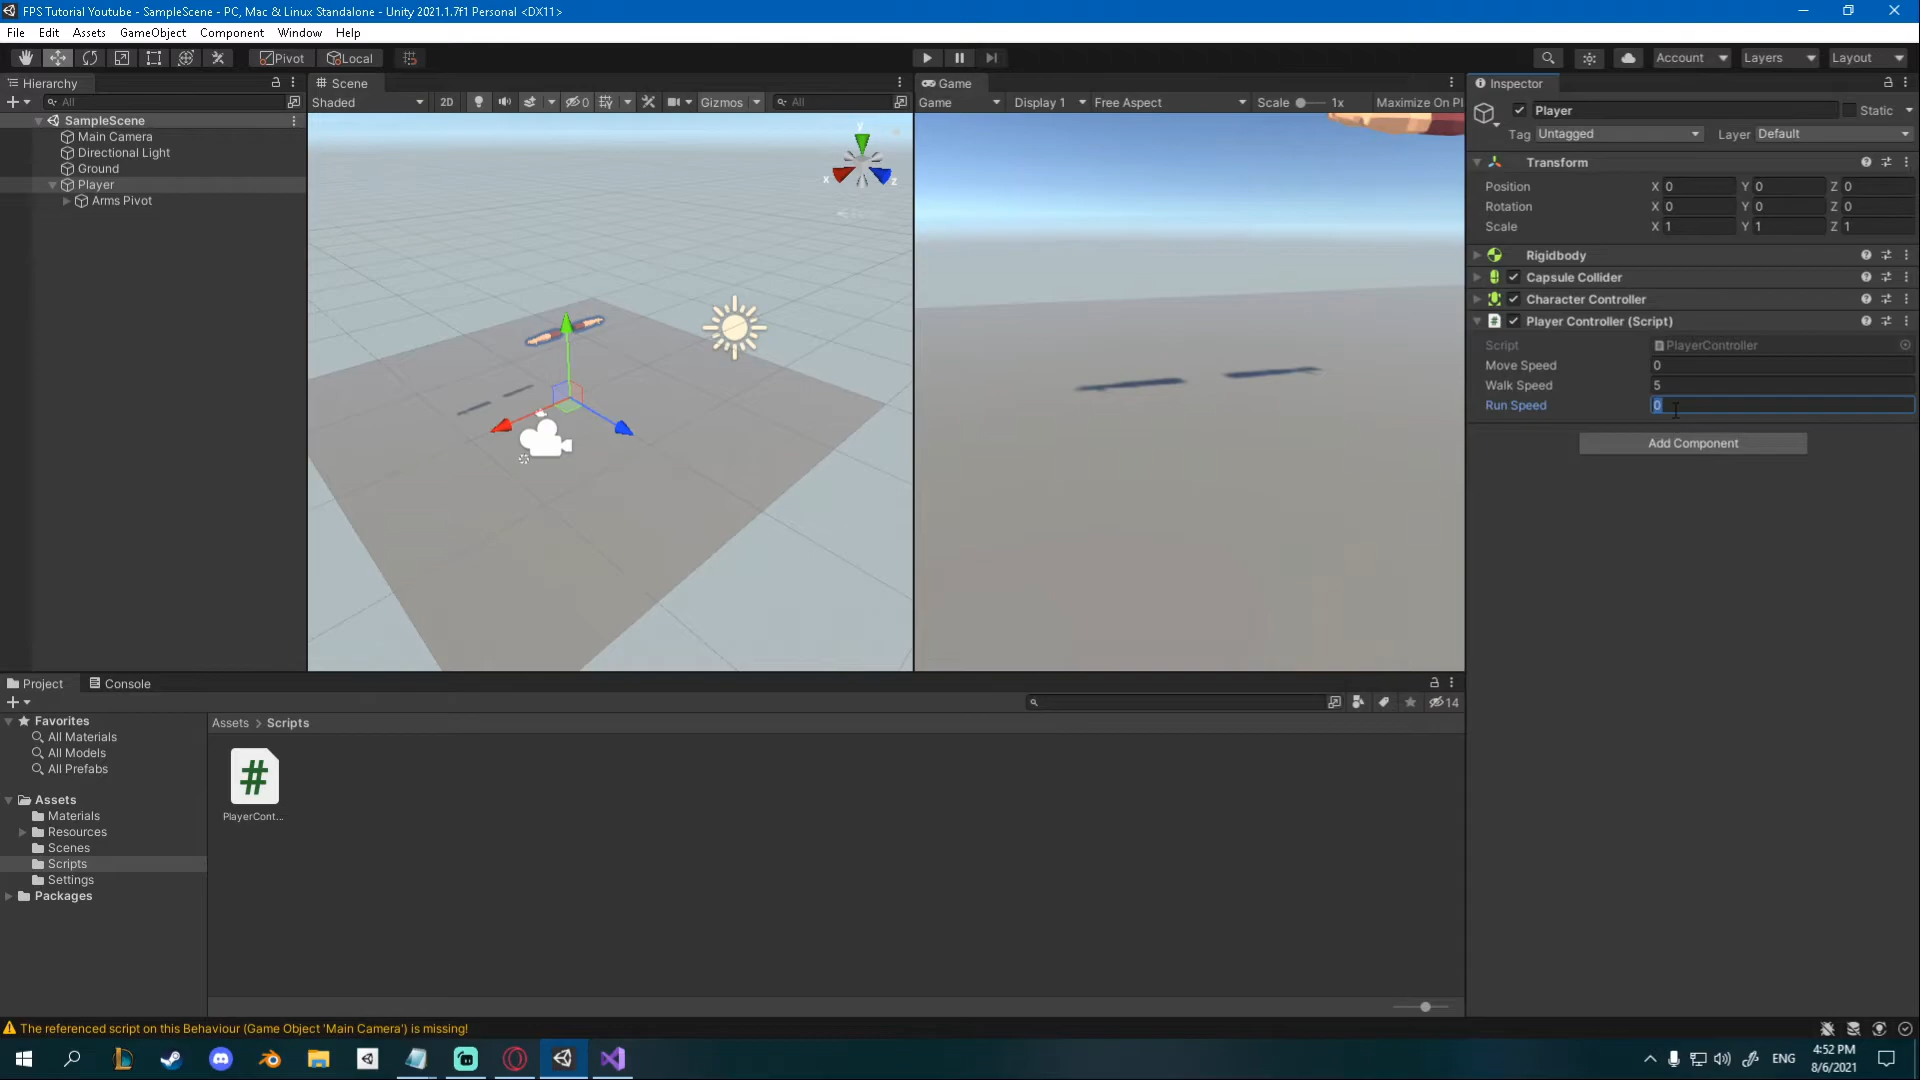 FPS Tutorial Youtube - SampleScene - PC, Mac & Linux Standalone - Unity 2021.1.7f1 Personal <DX11>
File Edit Assets GameObject Component Window Help
Pivot Local Account Layers Layout
Hierarchy
All
SampleScene
Main Camera
Directional Light
Ground
Player
Arms Pivot
Scene
Shaded 2D 0 Gizmos All
y
x
z
Game
Game Display 1 Free Aspect Scale 1x Maximize On Pl
Inspector
Player Static
Tag Untagged Layer Default
Transform
Position X 0 Y 0 Z 0
Rotation X 0 Y 0 Z 0
Scale X 1 Y 1 Z 1
Rigidbody
Capsule Collider
Character Controller
# Player Controller (Script)
Script PlayerController
Move Speed 0
Walk Speed 5
Run Speed 0
Add Component
Project Console
14
Favorites
All Materials
All Models
All Prefabs
Assets
Materials
Resources
Scenes
Scripts
Settings
Packages
Assets > Scripts
#
PlayerCont...
The referenced script on this Behaviour (Game Object 'Main Camera') is missing!
ENG
4:52 PM
8/6/2021